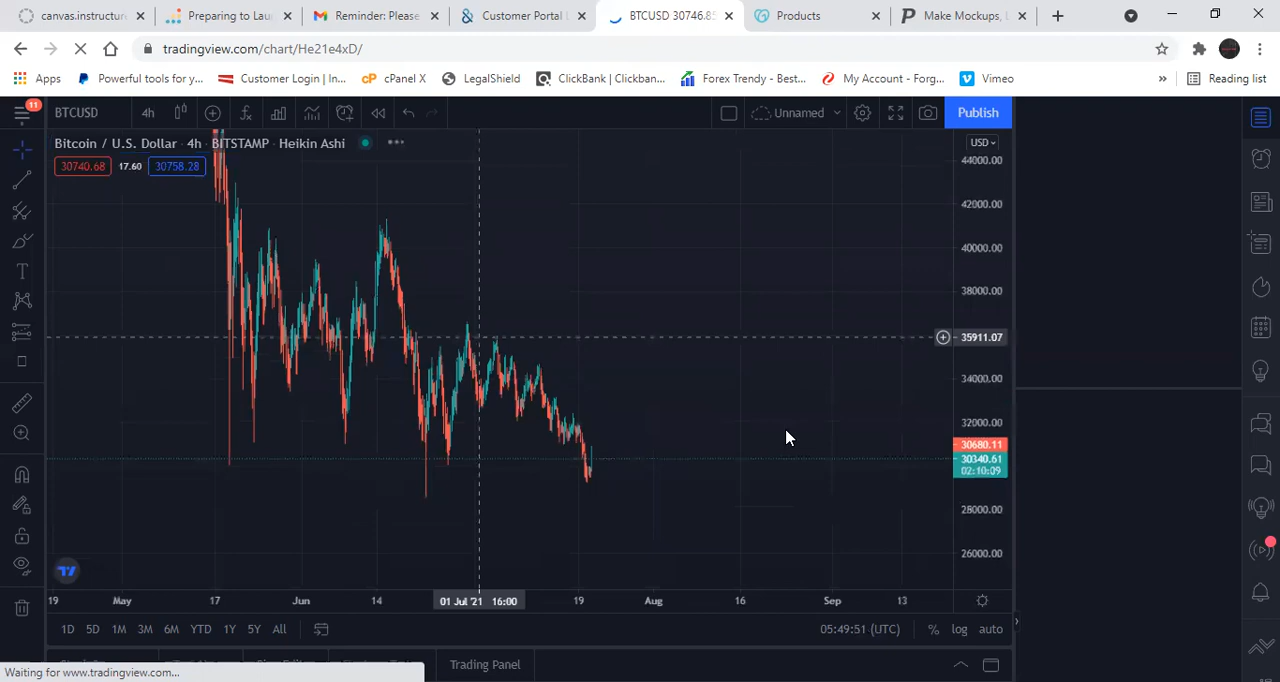 canvas.instructure
Preparing to Lau
Reminder: Please
Customer Portal L
BTCUSD 30746.85
Products
Make Mockups, L
tradingview.com/chart/He21e4xD/
Apps
Powerful tools for y...
Customer Login | In...
cPanel X
LegalShield
ClickBank | Clickban...
Forex Trendy - Best...
My Account - Forg...
Vimeo
»
Reading list
11
BTCUSD
4h
Unnamed
Publish
Bitcoin / U.S. Dollar · 4h · BITSTAMP · Heikin Ashi
USD
30740.68
17.60
30758.28
44000.00
42000.00
40000.00
38000.00
35911.07
34000.00
32000.00
30680.11
30340.61
02:10:09
28000.00
26000.00
19
May
17
Jun
14
01 Jul '21 16:00
19
Aug
16
Sep
13
1D
5D
1M
3M
6M
YTD
1Y
5Y
All
05:49:51 (UTC)
%
log
auto
Trading Panel
Waiting for www.tradingview.com...